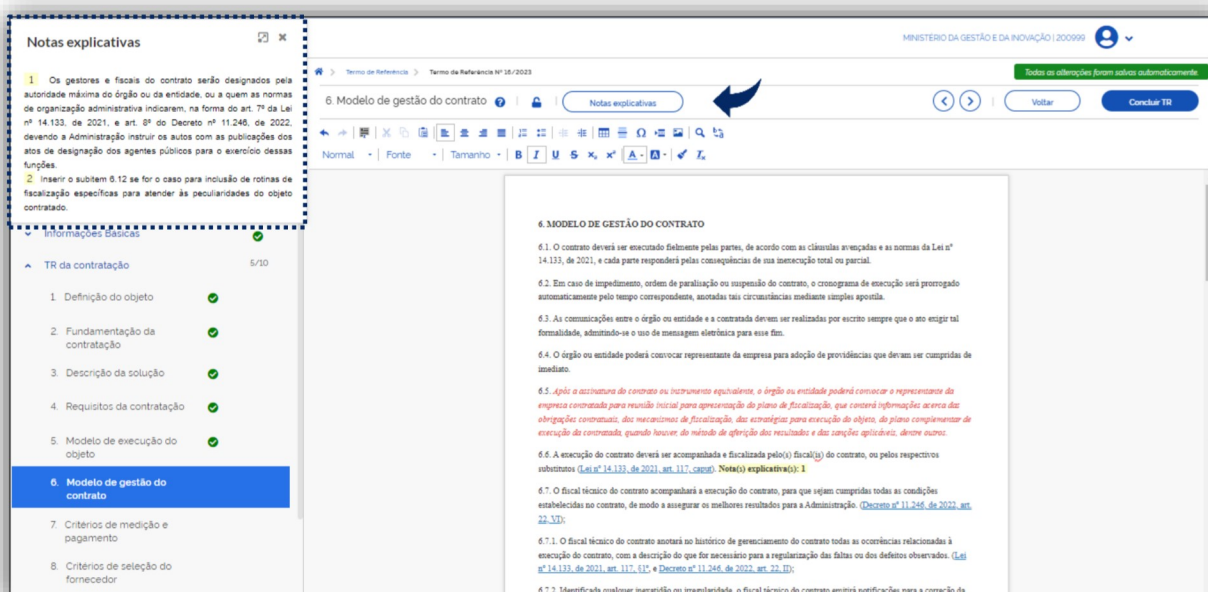 Notas explicativas
1 Os gestores e fiscais do contrato serão designados pela
autoridade máxima do órgão ou da entidade, ou a quem as normas
de organização administrativa indicarem, na forma do art. 7º da Lei
nº 14.133, de 2021, e art. 8º do Decreto nº 11.246, de 2022,
devendo a Administração instruir os autos com as publicações dos
atos de designação dos agentes públicos para o exercício dessas
funções.
2 Inserir o subitem 6.12 se for o caso para inclusão de rotinas de
fiscalização específicas para atender às peculiaridades do objeto
contratado.
Informações Básicas
TR da contratação 5/10
1 Definição do objeto
2. Fundamentação da
contratação
3. Descrição da solução
4. Requisitos da contratação
5. Modelo de execução do
objeto
6. Modelo de gestão do
contrato
7. Critérios de medição e
pagamento
8. Critérios de seleção do
fornecedor
MINISTÉRIO DA GESTÃO E DA INOVAÇÃO | 200999
Termo de Referência > Termo de Referência Nº 15/2023
Todas as alterações foram salvas automaticamente.
6. Modelo de gestão do contrato
Notas explicativas
Voltar
Concluir TR
Normal Fonte Tamanho B I U S x₂ x² A A Tx
6. MODELO DE GESTÃO DO CONTRATO
6.1. O contrato deverá ser executado fielmente pelas partes, de acordo com as cláusulas avençadas e as normas da Lei nº
14.133, de 2021, e cada parte responderá pelas consequências de sua inexecução total ou parcial.
6.2. Em caso de impedimento, ordem de paralisação ou suspensão do contrato, o cronograma de execução será prorrogado
automaticamente pelo tempo correspondente, anotadas tais circunstâncias mediante simples apostila.
6.3. As comunicações entre o órgão ou entidade e a contratada devem ser realizadas por escrito sempre que o ato exigir tal
formalidade, admitindo-se o uso de mensagem eletrônica para esse fim.
6.4. O órgão ou entidade poderá convocar representante da empresa para adoção de providências que devam ser cumpridas de
imediato.
6.5. Após a assinatura do contrato ou instrumento equivalente, o órgão ou entidade poderá convocar o representante da
empresa contratada para reunião inicial para apresentação do plano de fiscalização, que conterá informações acerca das
obrigações contratuais, dos mecanismos de fiscalização, das estratégias para execução do objeto, do plano complementar de
execução da contratada, quando houver, do método de aferição dos resultados e das sanções aplicáveis, dentre outros.
6.6. A execução do contrato deverá ser acompanhada e fiscalizada pelo(s) fiscal(is) do contrato, ou pelos respectivos
substitutos (Lei nº 14.133, de 2021, art. 117, caput). Nota(s) explicativa(s): 1
6.7. O fiscal técnico do contrato acompanhará a execução do contrato, para que sejam cumpridas todas as condições
estabelecidas no contrato, de modo a assegurar os melhores resultados para a Administração. (Decreto nº 11.246, de 2022, art.
22, VI);
6.7.1. O fiscal técnico do contrato anotará no histórico de gerenciamento do contrato todas as ocorrências relacionadas à
execução do contrato, com a descrição do que for necessário para a regularização das faltas ou dos defeitos observados. (Lei
nº 14.133, de 2021, art. 117, §1º, e Decreto nº 11.246, de 2022, art. 22, II);
6.7.2. Identificada qualquer inexatidão ou irregularidade, o fiscal técnico do contrato emitirá notificações para a correção da